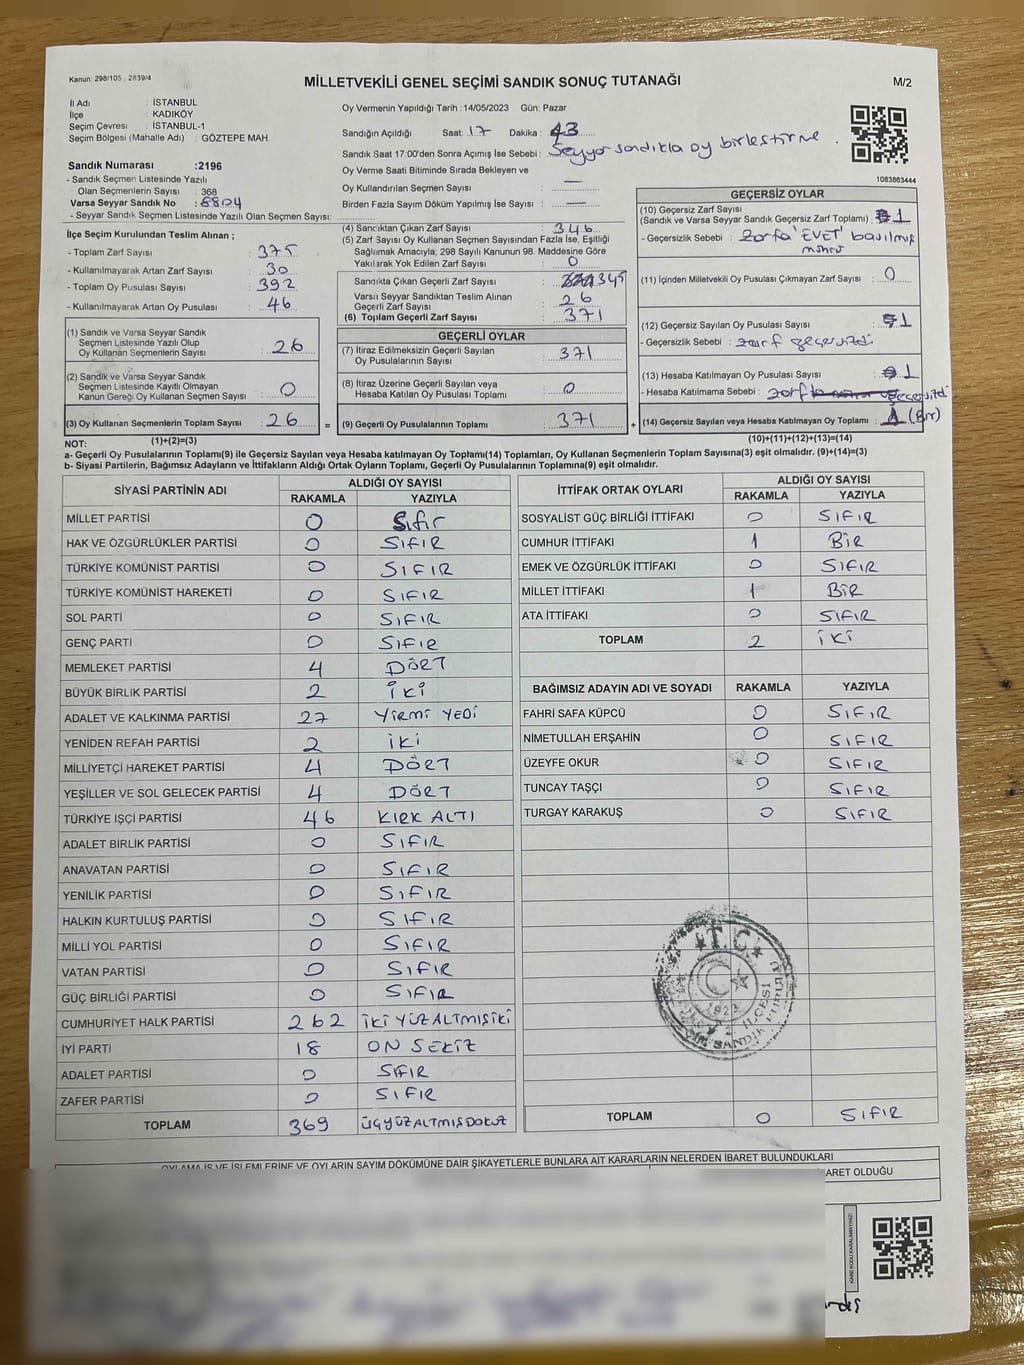 Kanun: 298/105 , 2839/4
MİLLETVEKİLİ GENEL SEÇİMİ SANDIK SONUÇ TUTANAĞI
M/2
İl Adı : İSTANBUL
İlçe : KADIKÖY
Seçim Çevresi : İSTANBUL-1
Seçim Bölgesi (Mahalle Adı) : GÖZTEPE MAH.
Oy Vermenin Yapıldığı Tarih :14/05/2023 Gün: Pazar
Sandığın Açıldığı Saat: 17 Dakika : 43
Sandık Saat 17:00'den Sonra Açımış İse Sebebi : Seyyar sandıkla oy birleştirme.
Oy Verme Saati Bitiminde Sırada Bekleyen ve
Oy Kullandırılan Seçmen Sayısı : —
Birden Fazla Sayım Döküm Yapılmış İse Sayısı : —
1083863444
Sandık Numarası :2196
- Sandık Seçmen Listesinde Yazılı
Olan Seçmenlerin Sayısı : 368
Varsa Seyyar Sandık No : 5804
- Seyyar Sandık Seçmen Listesinde Yazılı Olan Seçmen Sayısı:
İlçe Seçim Kurulundan Teslim Alınan ;
- Toplam Zarf Sayısı : 375
- Kullanılmayarak Artan Zarf Sayısı : 30
- Toplam Oy Pusulası Sayısı : 392
- Kullanılmayarak Artan Oy Pusulası : 46
(1) Sandık ve Varsa Seyyar Sandık
Seçmen Listesinde Yazılı Olup
Oy Kullanan Seçmenlerin Sayısı : 26
(2) Sandık ve Varsa Seyyar Sandık
Seçmen Listesinde Kayıtlı Olmayan
Kanun Gereği Oy Kullanan Seçmen Sayısı : 0
(3) Oy Kullanan Seçmenlerin Toplam Sayısı : 26
(4) Sandıktan Çıkan Zarf Sayısı : 346
(5) Zarf Sayısı Oy Kullanan Seçmen Sayısından Fazla İse, Eşitliği
Sağlamak Amacıyla, 298 Sayılı Kanunun 98. Maddesine Göre
Yakılarak Yok Edilen Zarf Sayısı : 0
Sandıkta Çıkan Geçerli Zarf Sayısı : 345
Varsa Seyyar Sandıktan Teslim Alınan
Geçerli Zarf Sayısı : 26
(6) Toplam Geçerli Zarf Sayısı : 371
GEÇERLİ OYLAR
(7) İtiraz Edilmeksizin Geçerli Sayılan
Oy Pusulalarının Sayısı : 371
(8) İtiraz Üzerine Geçerli Sayılan veya
Hesaba Katılan Oy Pusulaları Toplamı : 0
= (9) Geçerli Oy Pusulaları Toplamı : 371 +
GEÇERSİZ OYLAR
(10) Geçersiz Zarf Sayısı
(Sandık ve Varsa Seyyar Sandık Geçersiz Zarf Toplamı) : 1
- Geçersizlik Sebebi : Zarfa 'EVET' basılmış
mühür
(11) İçinden Milletvekili Oy Pusulası Çıkmayan Zarf Sayısı : 0
(12) Geçersiz Sayılan Oy Pusulası Sayısı : 1
- Geçersizlik Sebebi : zarf geçersizdi
(13) Hesaba Katılmayan Oy Pusulası Sayısı : 1
- Hesaba Katılmama Sebebi : zarf geçersizdi
(14) Geçersiz Sayılan veya Hesaba Katılmayan Oy Toplamı : 1 (Bir)
NOT: (1)+(2)=(3) (10)+(11)+(12)+(13)=(14)
a- Geçerli Oy Pusulalarının Toplamı(9) ile Geçersiz Sayılan veya Hesaba katılmayan Oy Toplamı(14) Toplamları, Oy Kullanan Seçmenlerin Toplam Sayısına(3) eşit olmalıdır. (9)+(14)=(3)
b- Siyasi Partilerin, Bağımsız Adayların ve İttifakların Aldığı Ortak Oyların Toplamı, Geçerli Oy Pusulalarının Toplamına(9) eşit olmalıdır.
SİYASİ PARTİNİN ADI ALDIĞI OY SAYISI
RAKAMLA YAZIYLA
MİLLET PARTİSİ 0 Sıfır
HAK VE ÖZGÜRLÜKLER PARTİSİ 0 SIFIR
TÜRKİYE KOMÜNİST PARTİSİ 0 SIFIR
TÜRKİYE KOMÜNİST HAREKETİ 0 SIFIR
SOL PARTİ 0 SIFIR
GENÇ PARTİ 0 SIFIR
MEMLEKET PARTİSİ 4 DÖRT
BÜYÜK BİRLİK PARTİSİ 2 İKİ
ADALET VE KALKINMA PARTİSİ 27 YİRMİ YEDİ
YENİDEN REFAH PARTİSİ 2 İKİ
MİLLİYETÇİ HAREKET PARTİSİ 4 DÖRT
YEŞİLLER VE SOL GELECEK PARTİSİ 4 DÖRT
TÜRKİYE İŞÇİ PARTİSİ 46 KIRK ALTI
ADALET BİRLİK PARTİSİ 0 SIFIR
ANAVATAN PARTİSİ 0 SIFIR
YENİLİK PARTİSİ 0 SIFIR
HALKIN KURTULUŞ PARTİSİ 0 SIFIR
MİLLİ YOL PARTİSİ 0 SIFIR
VATAN PARTİSİ 0 SIFIR
GÜÇ BİRLİĞİ PARTİSİ 0 SIFIR
CUMHURİYET HALK PARTİSİ 262 İKİ YÜZALTMIŞİKİ
İYİ PARTİ 18 ON SEKİZ
ADALET PARTİSİ 0 SIFIR
ZAFER PARTİSİ 0 SIFIR
TOPLAM 369 ÜÇYÜZALTMIŞDOKUZ
İTTİFAK ORTAK OYLARI ALDIĞI OY SAYISI
RAKAMLA YAZIYLA
SOSYALİST GÜÇ BİRLİĞİ İTTİFAKI 0 SIFIR
CUMHUR İTTİFAKI 1 BİR
EMEK VE ÖZGÜRLÜK İTTİFAKI 0 SIFIR
MİLLET İTTİFAKI 1 BİR
ATA İTTİFAKI 0 SIFIR
TOPLAM 2 İKİ
BAĞIMSIZ ADAYIN ADI VE SOYADI RAKAMLA YAZIYLA
FAHRİ SAFA KÜPCÜ 0 SIFIR
NİMETULLAH ERŞAHİN 0 SIFIR
ÜZEYFE OKUR 0 SIFIR
TUNCAY TAŞÇI 0 SIFIR
TURGAY KARAKUŞ 0 SIFIR
T.C.
1923
İLÇESİ
SANDIK KURULU
TOPLAM 0 SIFIR
OYLAMA İŞ VE İŞLEMLERİNE VE OYLARIN SAYIM DÖKÜMÜNE DAİR ŞİKAYETLERLE BUNLARA AİT KARARLARIN NELERDEN İBARET BULUNDUKLARI
ARET OLDUĞU
KARE KODU KARALAMAYINIZ!